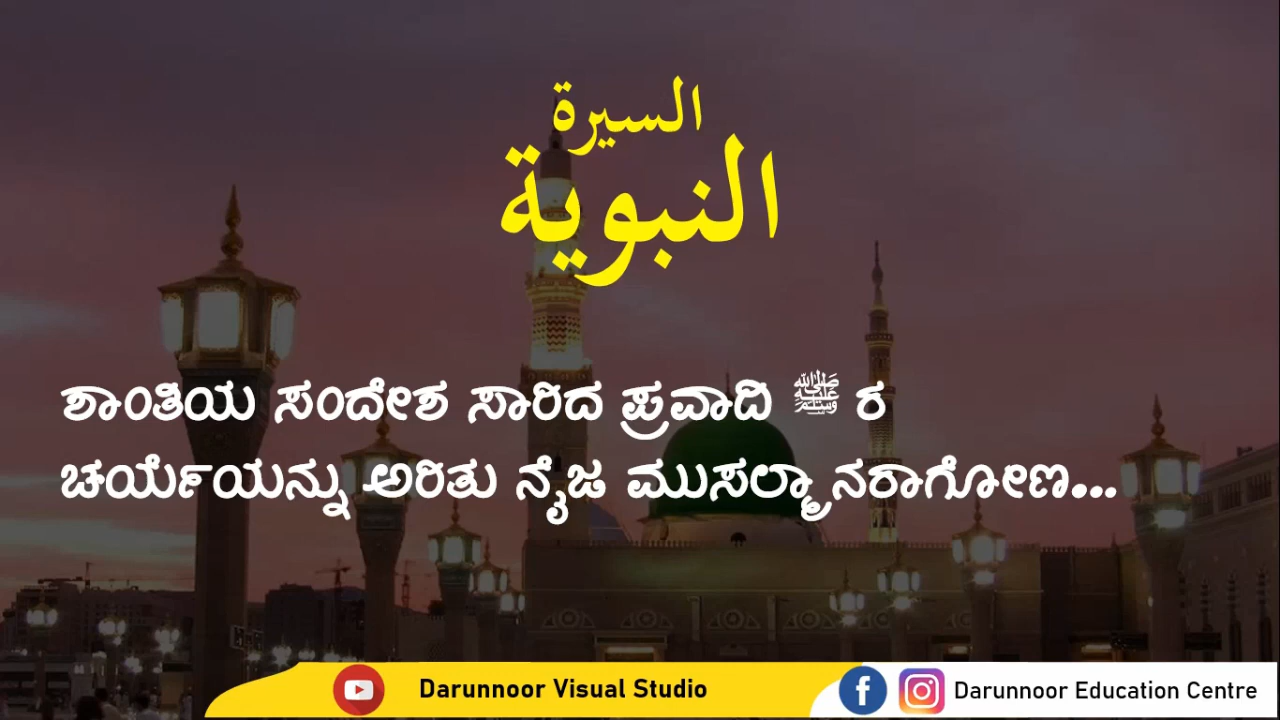 السيرة
النبوية
ಶಾಂತಿಯ ಸಂದೇಶ ಸಾರಿದ ಪ್ರವಾದಿ ﷺ ರ
ಚರ್ಯೆಯನ್ನು ಅರಿತು ನೈಜ ಮುಸಲ್ಮಾನರಾಗೋಣ...
Darunnoor Visual Studio
Darunnoor Education Centre